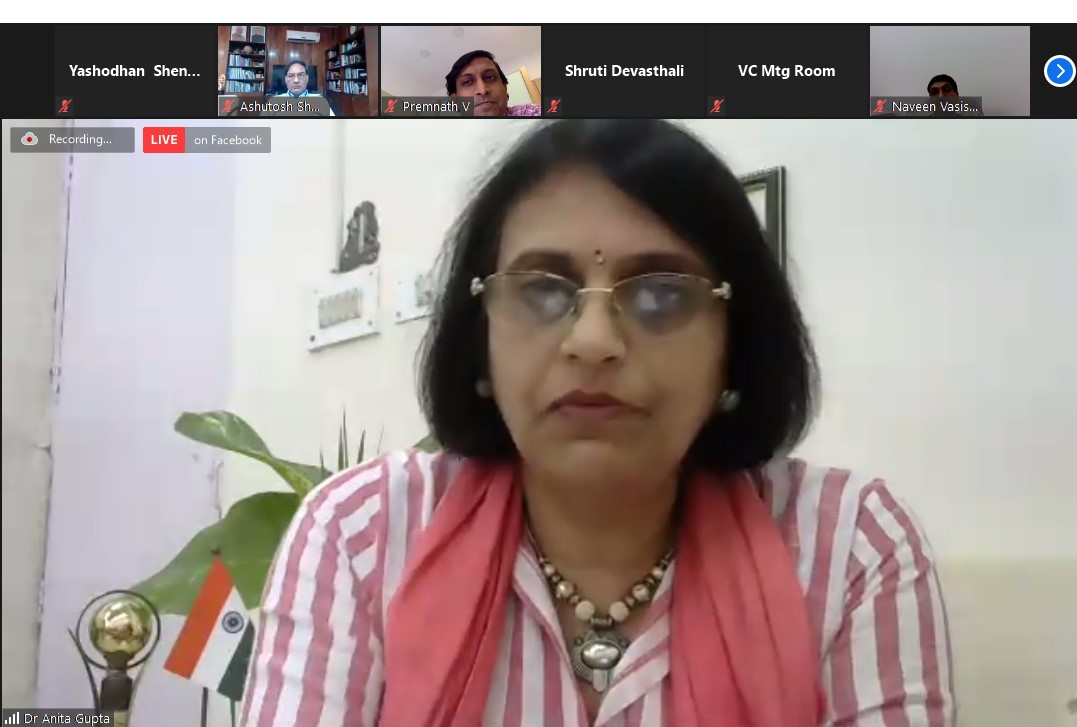 Yashodhan Shen...
Ashutosh Sh...
Premnath V
Shruti Devasthali
VC Mtg Room
Naveen Vasis...
Recording...
LIVE on Facebook
Dr Anita Gupta